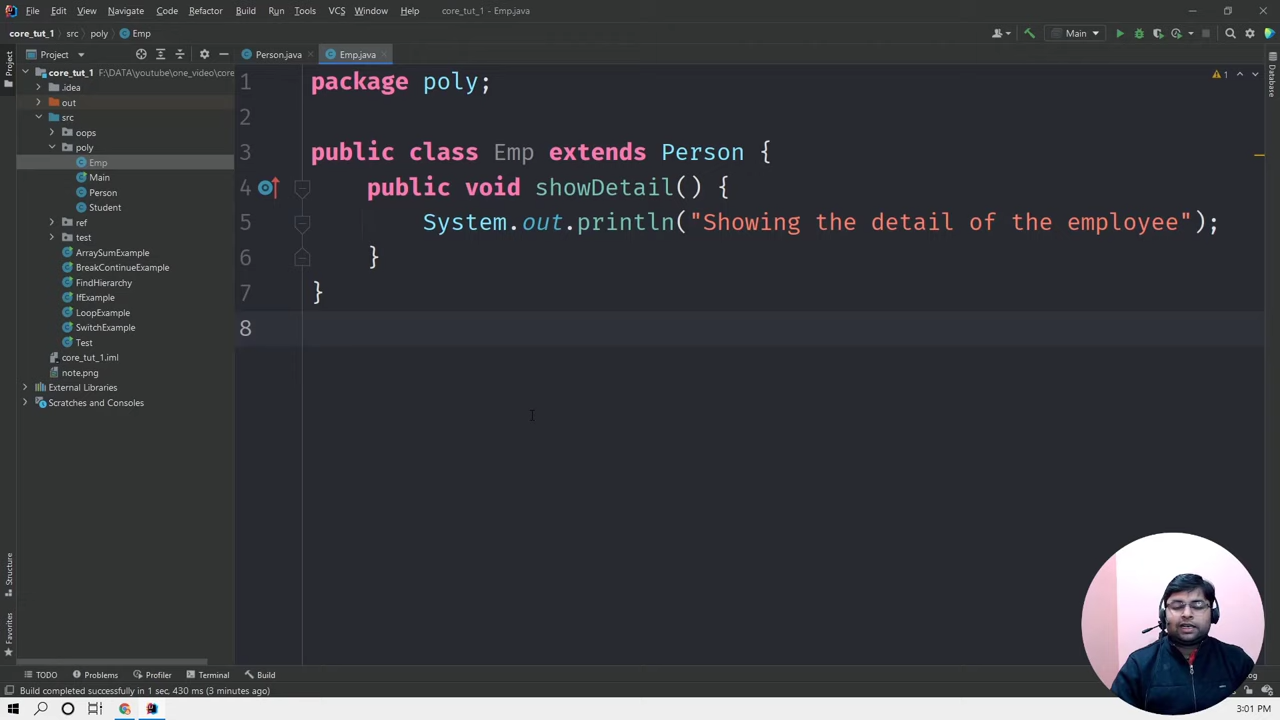 File Edit View Navigate Code Refactor Build Run Tools VCS Window Help core_tut_1 - Emp.java
core_tut_1 src poly Emp
Main
Project
Person.java
Emp.java
core_tut_1 F:\DATA\youtube\one_video\core
.idea
out
src
oops
poly
Emp
Main
Person
Student
ref
test
ArraySumExample
BreakContinueExample
FindHierarchy
IfExample
LoopExample
SwitchExample
Test
core_tut_1.iml
note.png
External Libraries
Scratches and Consoles
Project
Structure
Favorites
Database
1 package poly;
2
3 public class Emp extends Person {
4 public void showDetail() {
5 System.out.println("Showing the detail of the employee");
6 }
7 }
8
1
TODO Problems Profiler Terminal Build
Build completed successfully in 1 sec, 430 ms (3 minutes ago)
3:01 PM